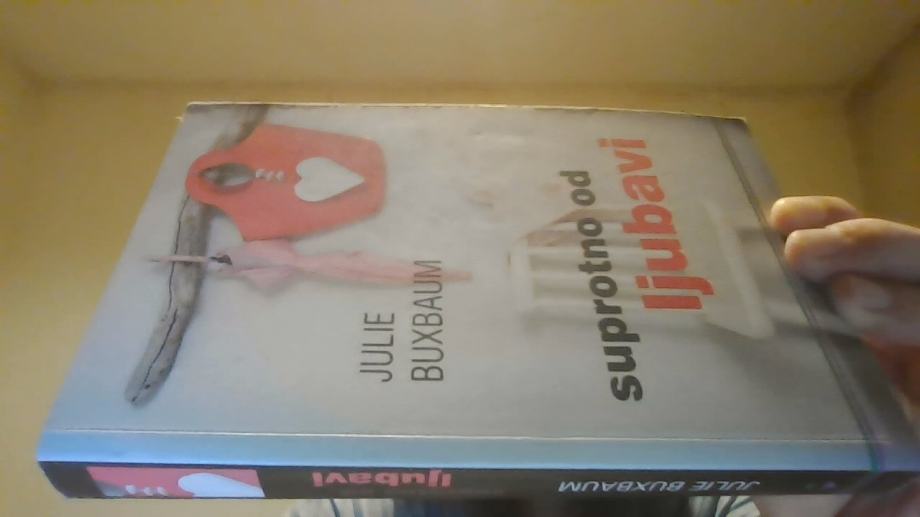 JULIE
BUXBAUM
suprotno od
ljubavi
ljubavi
JULIE BUXBAUM